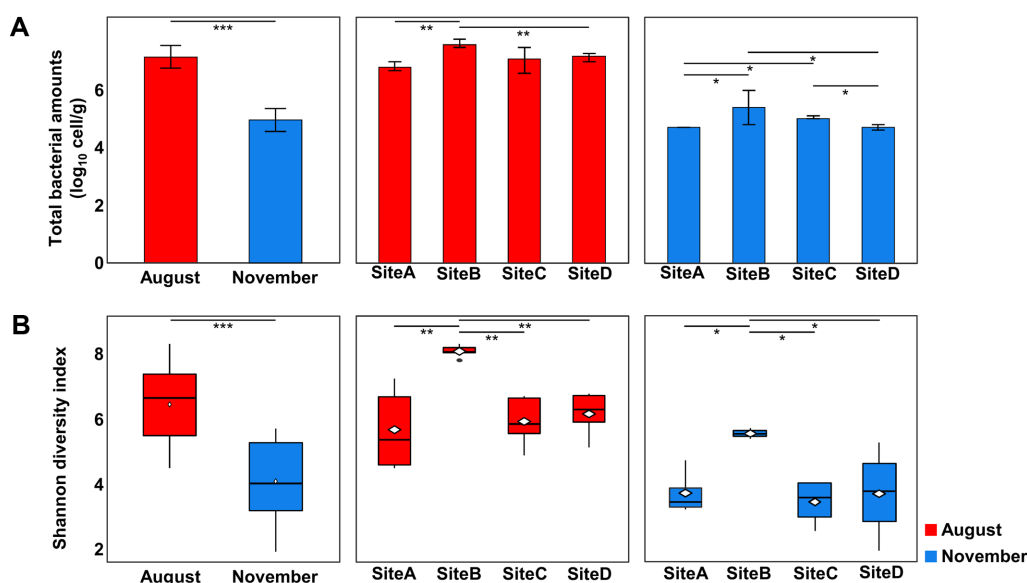 A
Total bacterial amounts
(log10 cell/g)
6
4
2
0
***
**
**
*
*
*
August
November
SiteA
SiteB
SiteC
SiteD
SiteA
SiteB
SiteC
SiteD
B
Shannon diversity index
8
6
4
2
***
**
**
**
*
*
*
August
November
SiteA
SiteB
SiteC
SiteD
SiteA
SiteB
SiteC
SiteD
August
November